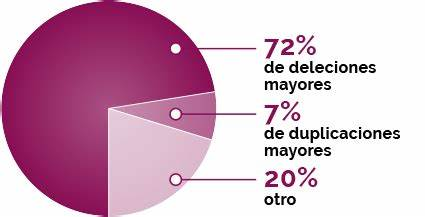 72%
de deleciones
mayores
7%
de duplicaciones
mayores
20%
otro